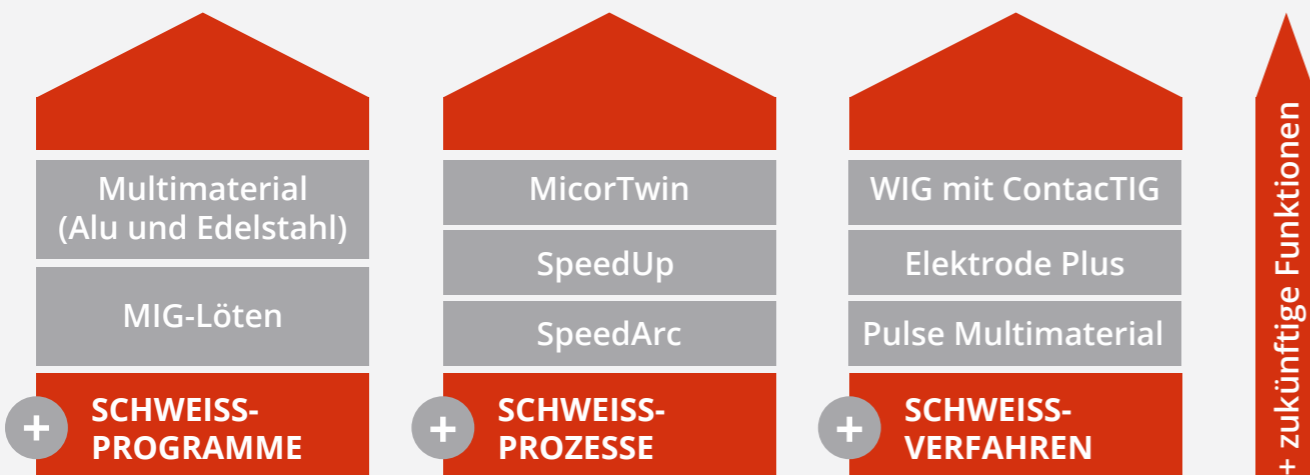 Multimaterial
(Alu und Edelstahl)
MIG-Löten
+ SCHWEISS-
PROGRAMME
MicorTwin
SpeedUp
SpeedArc
+ SCHWEISS-
PROZESSE
WIG mit ContacTIG
Elektrode Plus
Pulse Multimaterial
+ SCHWEISS-
VERFAHREN
+ zukünftige Funktionen